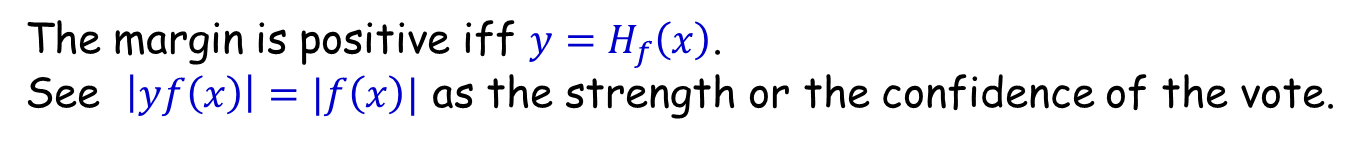 The margin is positive iff y = H_f(x).
See |yf(x)| = |f(x)| as the strength or the confidence of the vote.